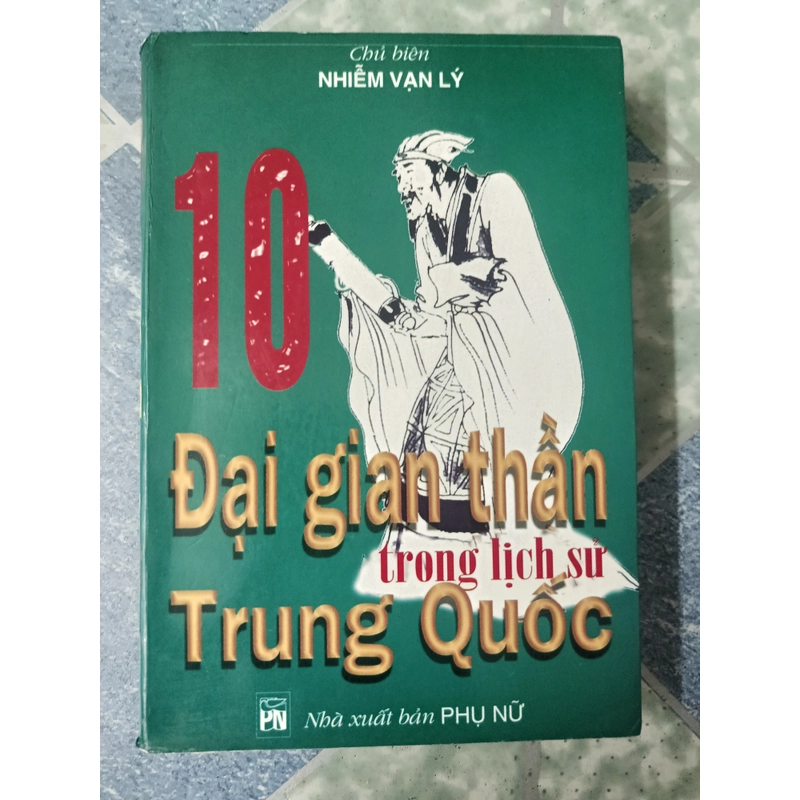 Chủ biên
NHIỄM VẠN LÝ
10
Đại gian thần
trong lịch sử
Trung Quốc
PN
Nhà xuất bản PHỤ NỮ